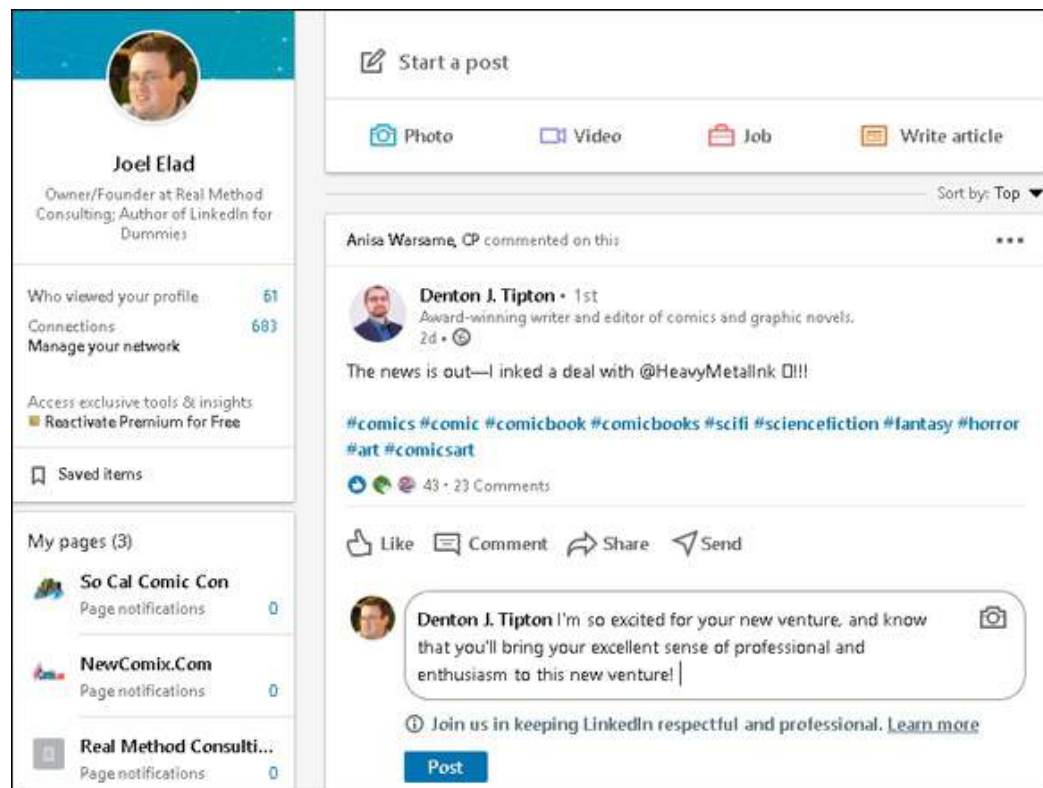 Joel Elad
Owner/Founder at Real Method
Consulting; Author of LinkedIn for
Dummies
Who viewed your profile 61
Connections 683
Manage your network
Access exclusive tools & insights
Reactivate Premium for Free
Saved items
My pages (3)
So Cal Comic Con
Page notifications 0
NewComix.Com
Page notifications 0
Real Method Consulti...
Page notifications 0
Start a post
Photo Video Job Write article
Sort by: Top
Anisa Warsame, CP commented on this
Denton J. Tipton • 1st
Award-winning writer and editor of comics and graphic novels.
2d •
The news is out—I inked a deal with @HeavyMetalInk !!!
#comics #comic #comicbook #comicbooks #scifi #sciencefiction #fantasy #horror
#art #comicsart
43 • 23 Comments
Like Comment Share Send
Denton J. Tipton I'm so excited for your new venture, and know
that you'll bring your excellent sense of professional and
enthusiasm to this new venture!
Join us in keeping LinkedIn respectful and professional. Learn more
Post